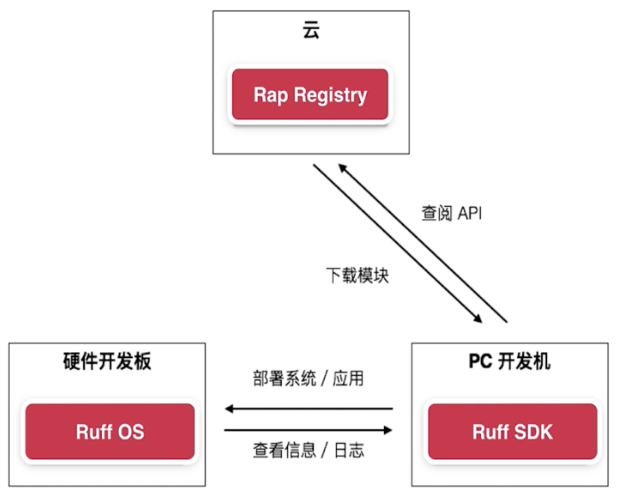 云
Rap Registry
查阅 API
下载模块
硬件开发板
Ruff OS
部署系统 / 应用
查看信息 / 日志
PC 开发机
Ruff SDK